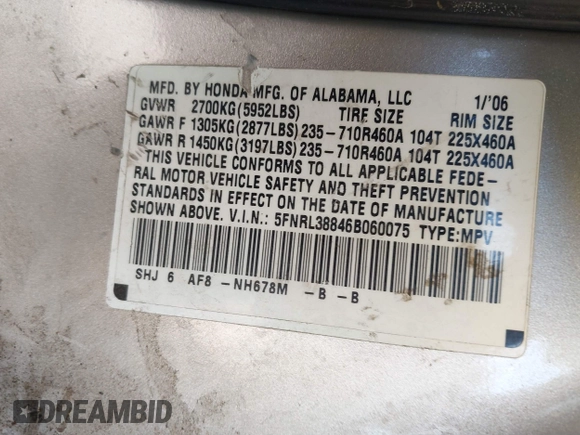 MFD. BY HONDA MFG. OF ALABAMA, LLC 1/'06
GVWR 2700KG(5952LBS) TIRE SIZE RIM SIZE
GAWR F 1305KG(2877LBS) 235-710R460A 104T 225X460A
GAWR R 1450KG(3197LBS) 235-710R460A 104T 225X460A
THIS VEHICLE CONFORMS TO ALL APPLICABLE FEDE-
RAL MOTOR VEHICLE SAFETY AND THEFT PREVENTION
STANDARDS IN EFFECT ON THE DATE OF MANUFACTURE
SHOWN ABOVE. V.I.N.: 5FNRL38846B060075 TYPE:MPV
SHJ 6 AF8 -NH678M -B -B
DREAMBID